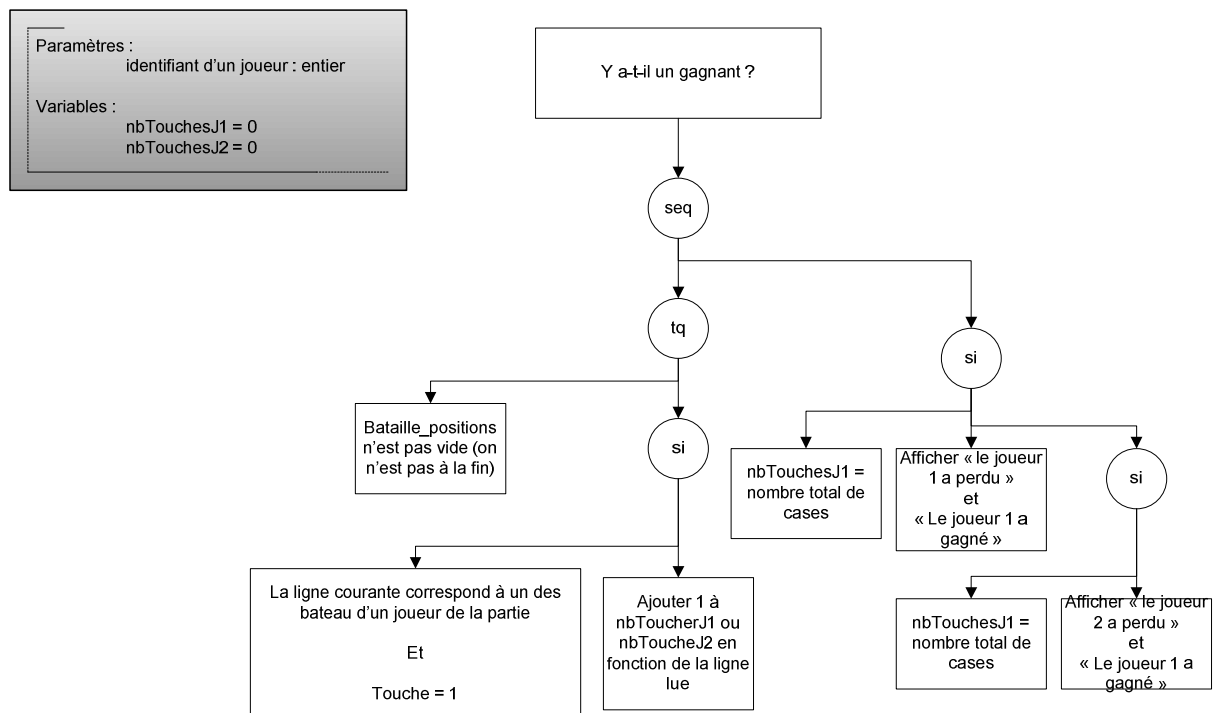 Paramètres :
identifiant d'un joueur : entier
Variables :
nbTouchesJ1 = 0
nbTouchesJ2 = 0
Y a-t-il un gagnant ?
seq
tq
si
Bataille_positions
n'est pas vide (on
n'est pas à la fin)
si
nbTouchesJ1 =
nombre total de
cases
Afficher « le joueur
1 a perdu »
et
« Le joueur 1 a
gagné »
si
La ligne courante correspond à un des
bateau d'un joueur de la partie
Et
Touche = 1
Ajouter 1 à
nbToucherJ1 ou
nbToucheJ2 en
fonction de la ligne
lue
nbTouchesJ1 =
nombre total de
cases
Afficher « le joueur
2 a perdu »
et
« Le joueur 1 a
gagné »